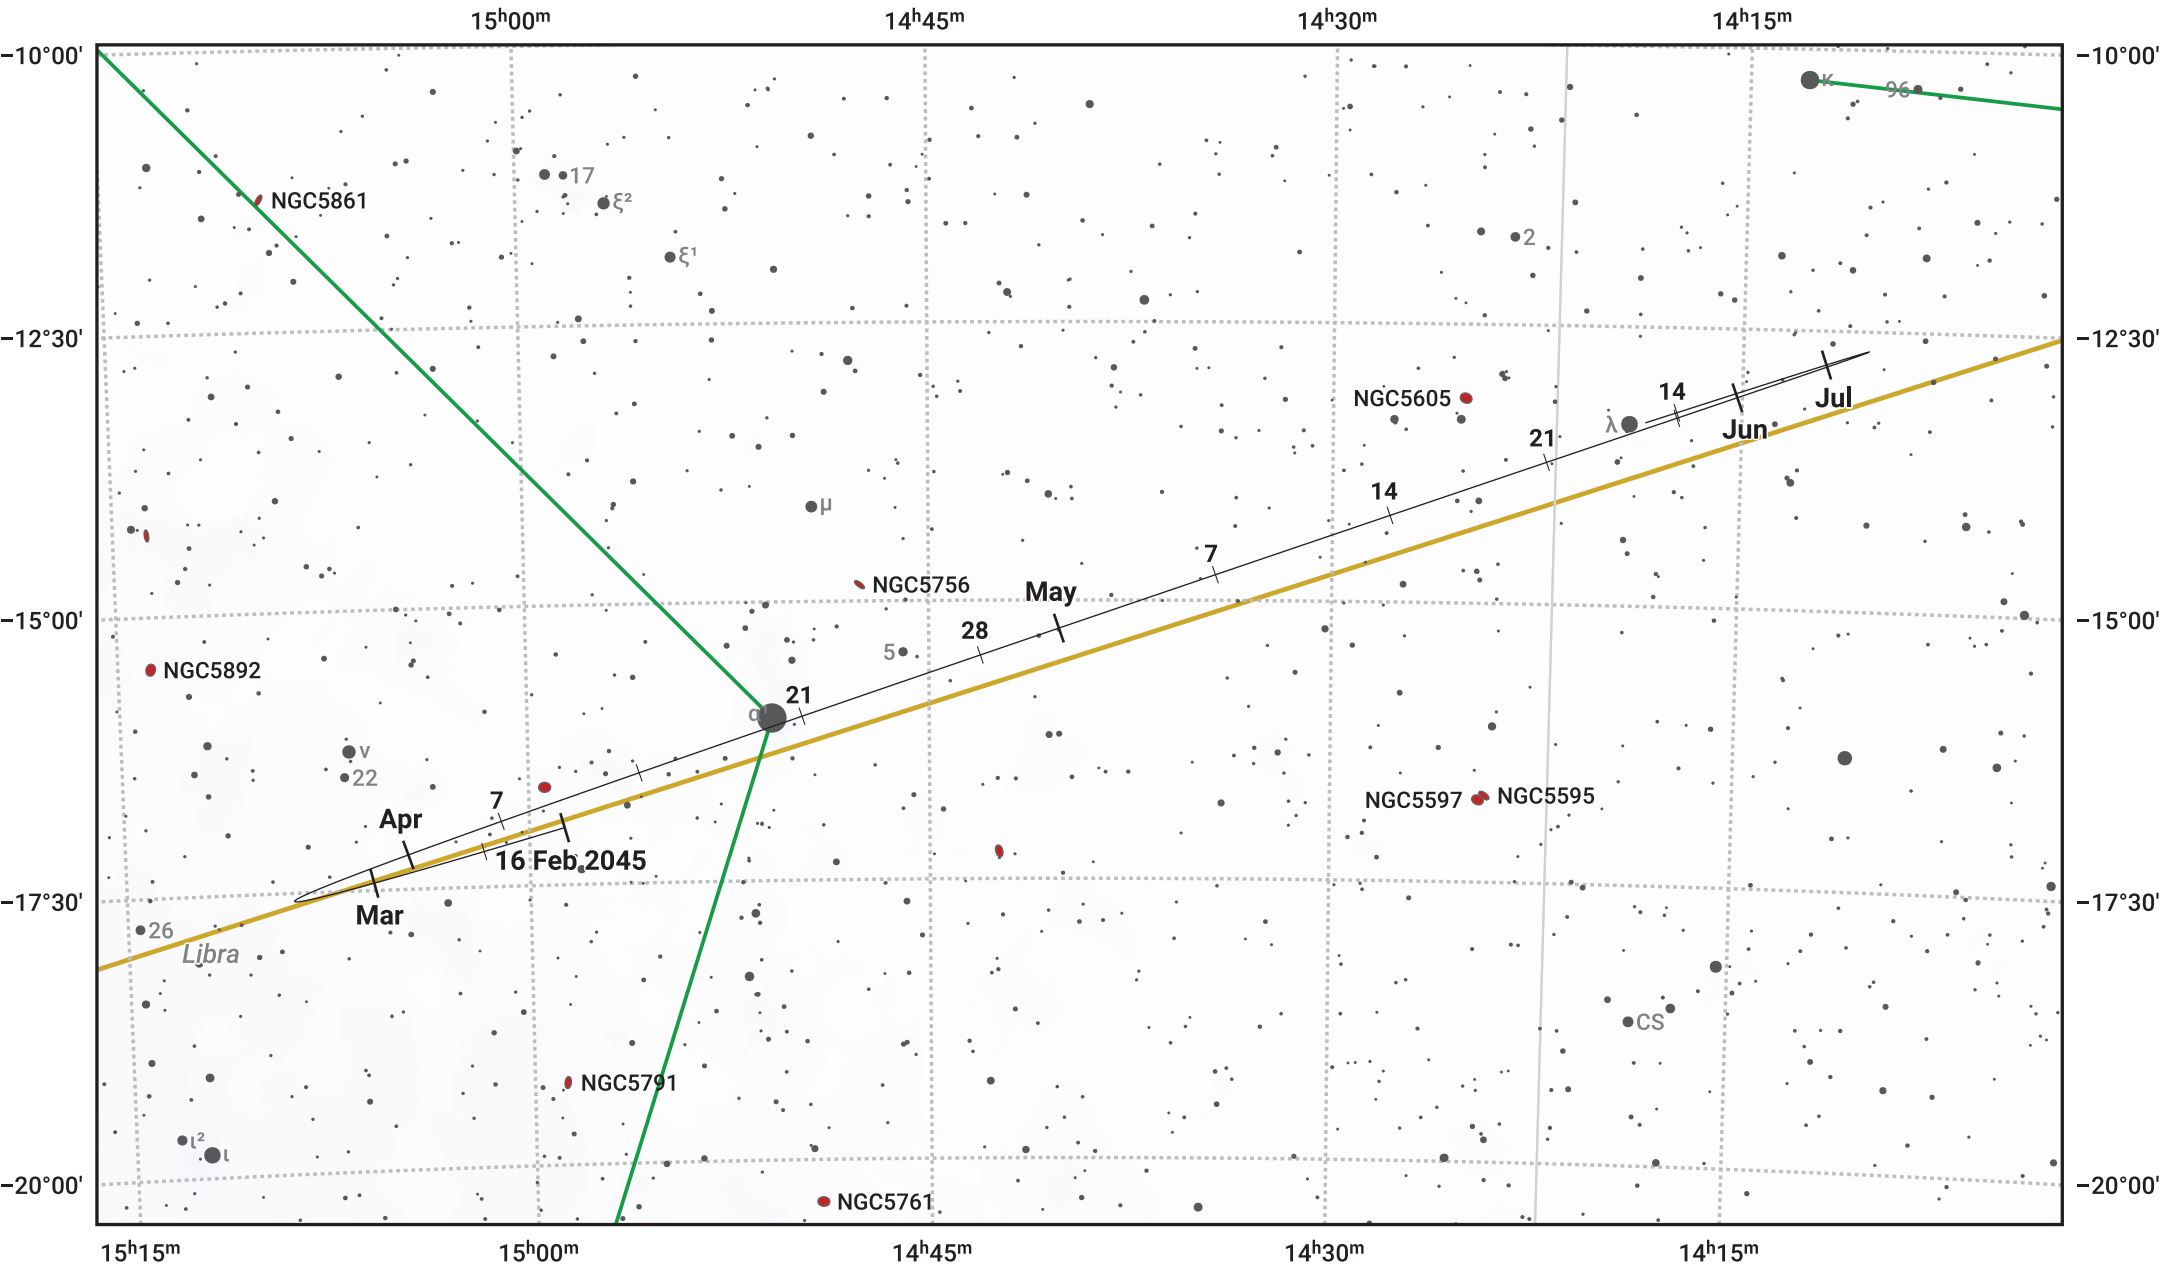 15ʰ00ᵐ 14ʰ45ᵐ 14ʰ30ᵐ 14ʰ15ᵐ
−10°00' −10°00'
κ 96
17
NGC5861 ξ²
2
ξ¹
−12°30' −12°30'
14
NGC5605 Jul
λ Jun
21
14
μ
7
NGC5756
May
−15°00' −15°00'
28
5
NGC5892
21
α¹
ν
22
7 NGC5597 NGC5595
Apr
16 Feb 2045
−17°30' −17°30'
Mar
26
Libra
CS
NGC5791
ι²
ι
−20°00' −20°00'
NGC5761
15ʰ15ᵐ 15ʰ00ᵐ 14ʰ45ᵐ 14ʰ30ᵐ 14ʰ15ᵐ